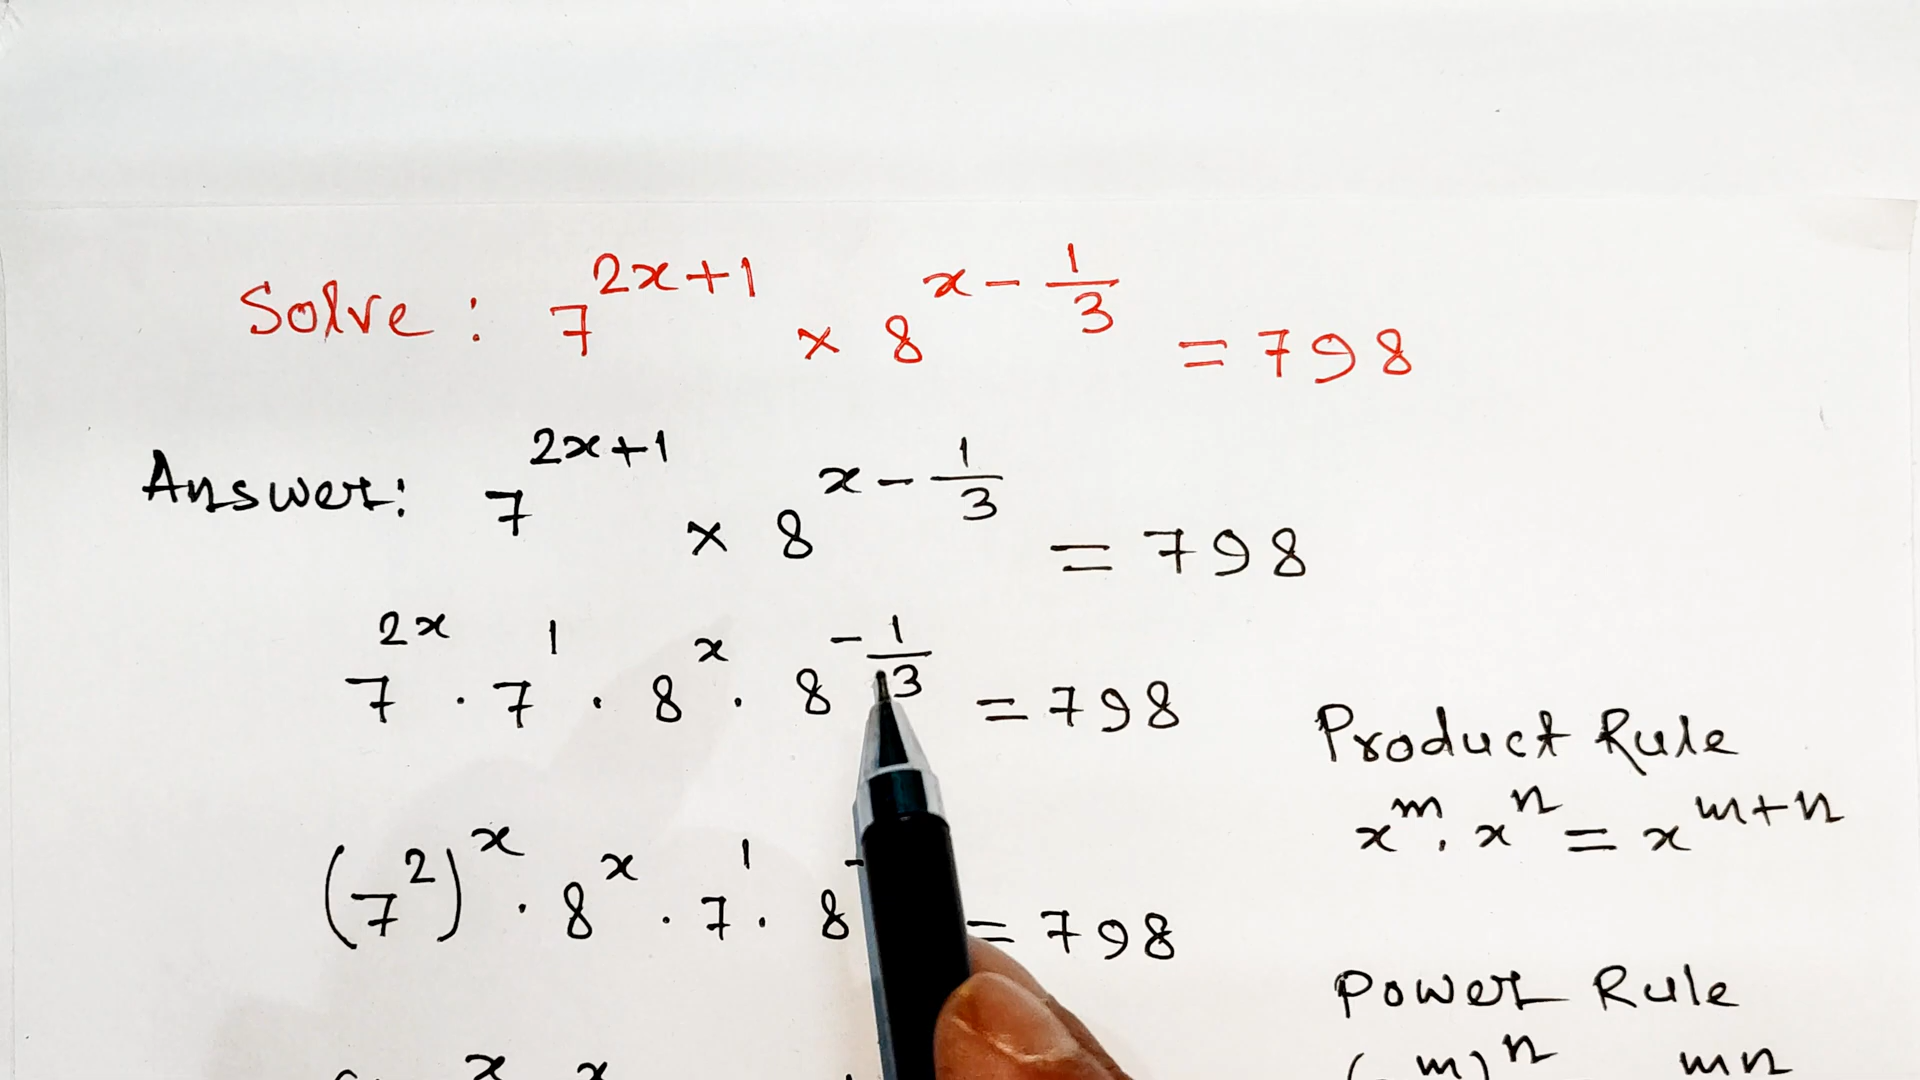 Solve : 7^(2x+1) × 8^(x - 1/3) = 798
Answer: 7^(2x+1) × 8^(x - 1/3) = 798
7^(2x) · 7^1 · 8^x · 8^(-1/3) = 798
Product Rule
x^m · x^n = x^(m+n)
(7^2)^x · 8^x · 7^1 · 8^- = 798
Power Rule